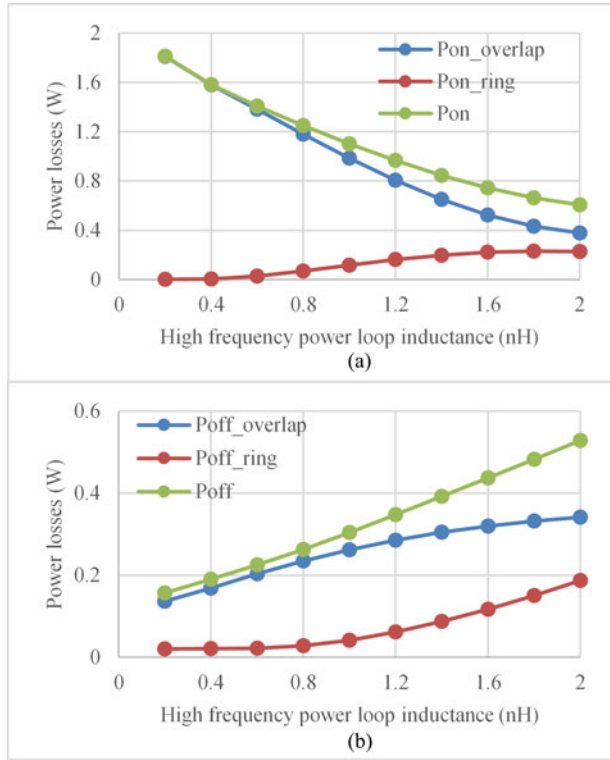 2
1.6
1.2
0.8
0.4
0
Power losses (W)
Pon_overlap
Pon_ring
Pon
0 0.4 0.8 1.2 1.6 2
High frequency power loop inductance (nH)
(a)
0.6
0.4
0.2
0
Power losses (W)
Poff_overlap
Poff_ring
Poff
0 0.4 0.8 1.2 1.6 2
High frequency power loop inductance (nH)
(b)